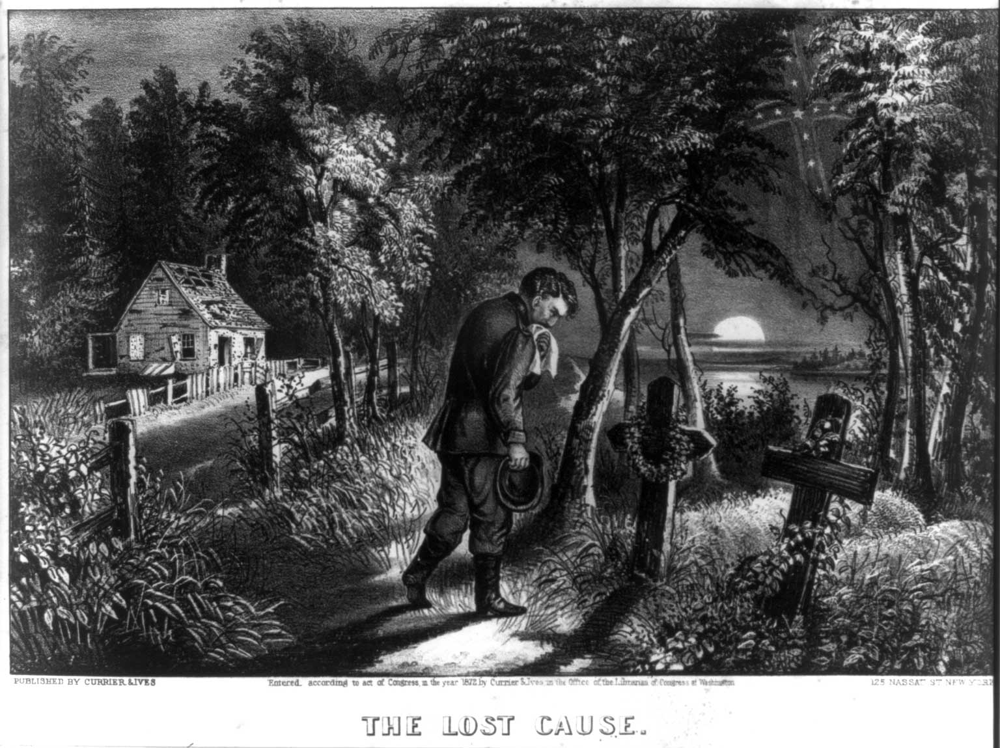 PUBLISHED BY CURRIER & IVES
Entered according to act of Congress, in the year 1872, by Currier & Ives, in the Office of the Librarian of Congress at Washington
125 NASSAU ST NEW YORK
THE LOST CAUSE.